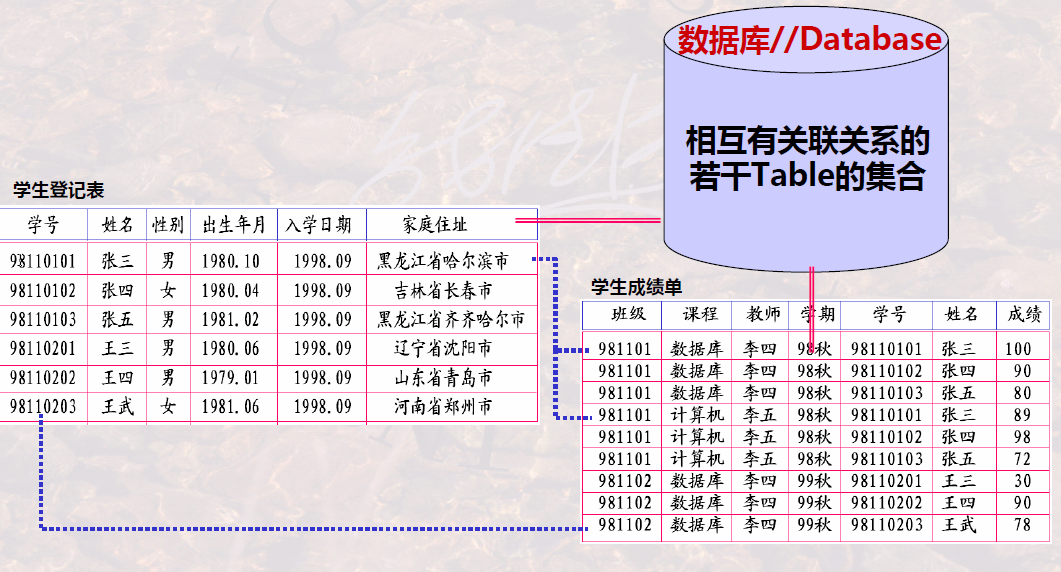 数据库//Database
相互有关联关系的
若干Table的集合
学生登记表
学号 姓名 性别 出生年月 入学日期 家庭住址
98110101 张三 男 1980.10 1998.09 黑龙江省哈尔滨市
98110102 张四 女 1980.04 1998.09 吉林省长春市
98110103 张五 男 1981.02 1998.09 黑龙江省齐齐哈尔市
98110201 王三 男 1980.06 1998.09 辽宁省沈阳市
98110202 王四 男 1979.01 1998.09 山东省青岛市
98110203 王武 女 1981.06 1998.09 河南省郑州市
学生成绩单
班级 课程 教师 学期 学号 姓名 成绩
981101 数据库 李四 98秋 98110101 张三 100
981101 数据库 李四 98秋 98110102 张四 90
981101 数据库 李四 98秋 98110103 张五 80
981101 计算机 李五 98秋 98110101 张三 89
981101 计算机 李五 98秋 98110102 张四 98
981101 计算机 李五 98秋 98110103 张五 72
981102 数据库 李四 99秋 98110201 王三 30
981102 数据库 李四 99秋 98110202 王四 90
981102 数据库 李四 99秋 98110203 王武 78